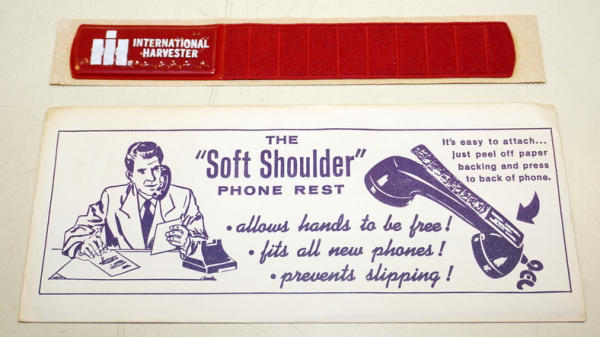 INTERNATIONAL
HARVESTER
THE
"Soft Shoulder"
PHONE REST
• allows hands to be free!
• fits all new phones!
• prevents slipping!
It's easy to attach...
just peel off paper
backing and press
to back of phone.